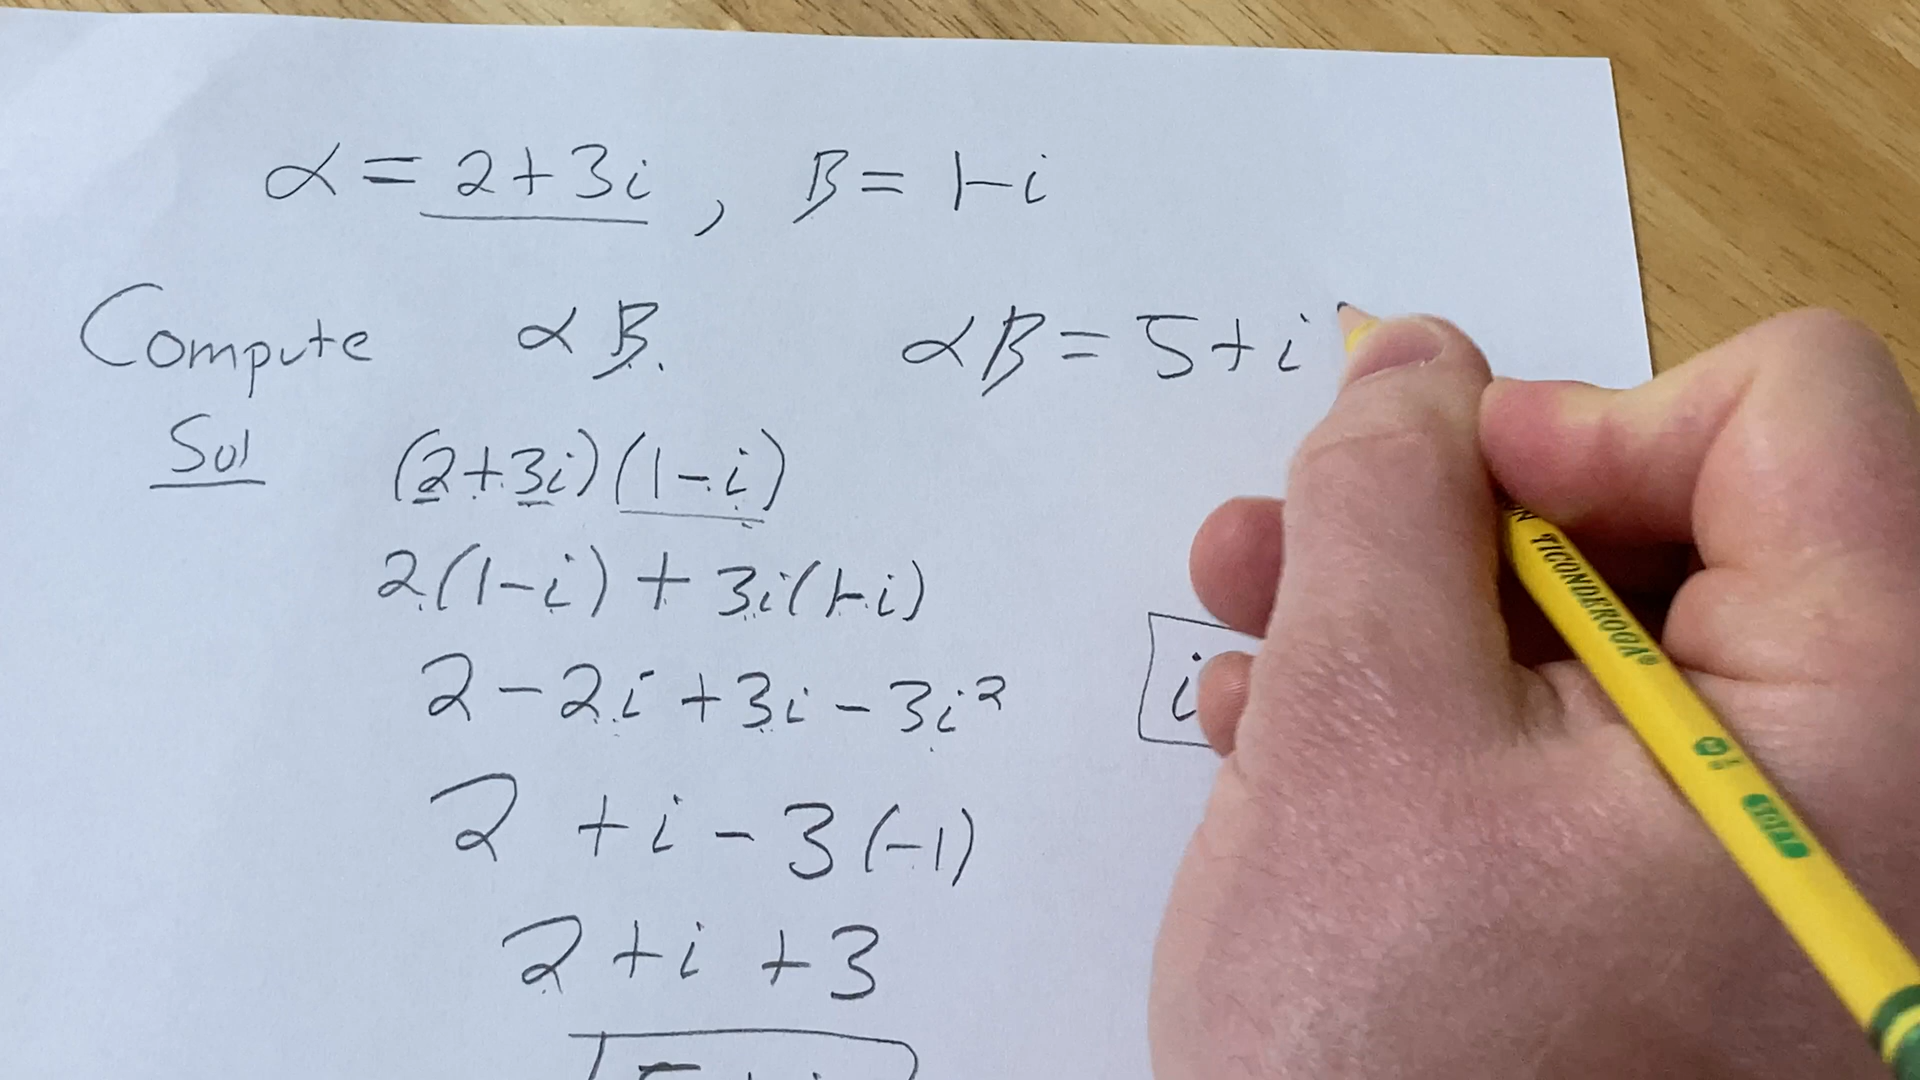 α = 2+3i , β = 1-i
Compute αβ. αβ = 5+i
Sol (2+3i)(1-i)
2(1-i) + 3i(1-i)
2 - 2i + 3i - 3i²
i
2 + i - 3(-1)
2 + i + 3
5+i
TICONDEROGA®